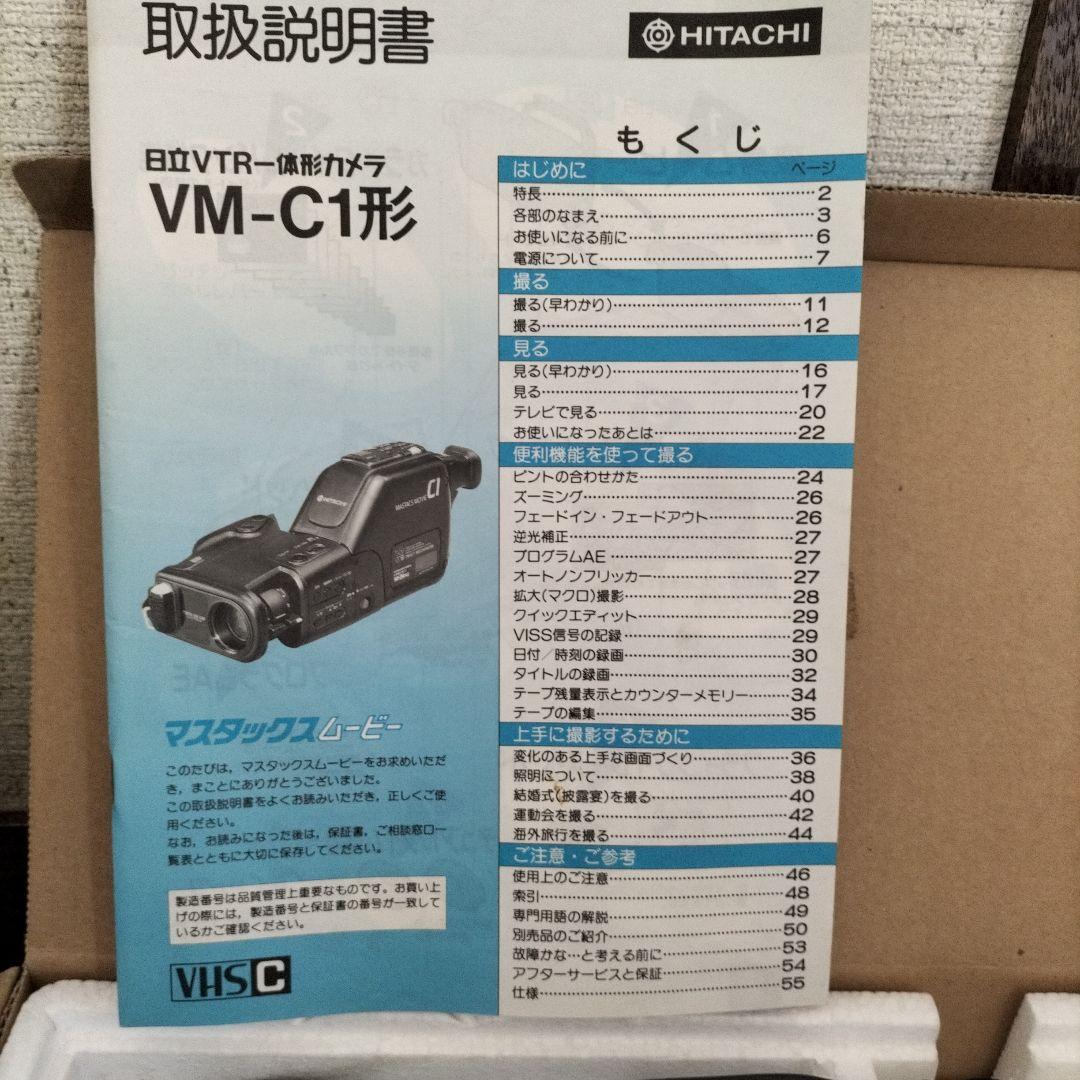 取扱説明書
HITACHI
日立VTR一体形カメラ
VM-C1形
HITACHI
MASTACS MOVIE C1
マスタックスムービー
このたびは，マスタックスムービーをお求めいただ
き，まことにありがとうございました。
この取扱説明書をよくお読みいただき，正しくご使
用ください。
なお，お読みになった後は，保証書，ご相談窓口一
覧表とともに大切に保存してください。
製造番号は品質管理上重要なものです。お買い上
げの際には，製造番号と保証書の番号が一致して
いるかご確認ください。
VHS C
もくじ
はじめに ページ
特長……2
各部のなまえ……3
お使いになる前に……6
電源について……7
撮る
撮る(早わかり)……11
撮る……12
見る
見る(早わかり)……16
見る……17
テレビで見る……20
お使いになったあとは……22
便利機能を使って撮る
ピントの合わせかた……24
ズーミング……26
フェードイン・フェードアウト……26
逆光補正……27
プログラムAE……27
オートノンフリッカー……27
拡大(マクロ)撮影……28
クイックエディット……29
VISS信号の記録……29
日付／時刻の録画……30
タイトルの録画……32
テープ残量表示とカウンターメモリー……34
テープの編集……35
上手に撮影するために
変化のある上手な画面づくり……36
照明について……38
結婚式(披露宴)を撮る……40
運動会を撮る……42
海外旅行を撮る……44
ご注意・ご参考
使用上のご注意……46
索引……48
専門用語の解説……49
別売品のご紹介……50
故障かな…と考える前に……53
アフターサービスと保証……54
仕様……55